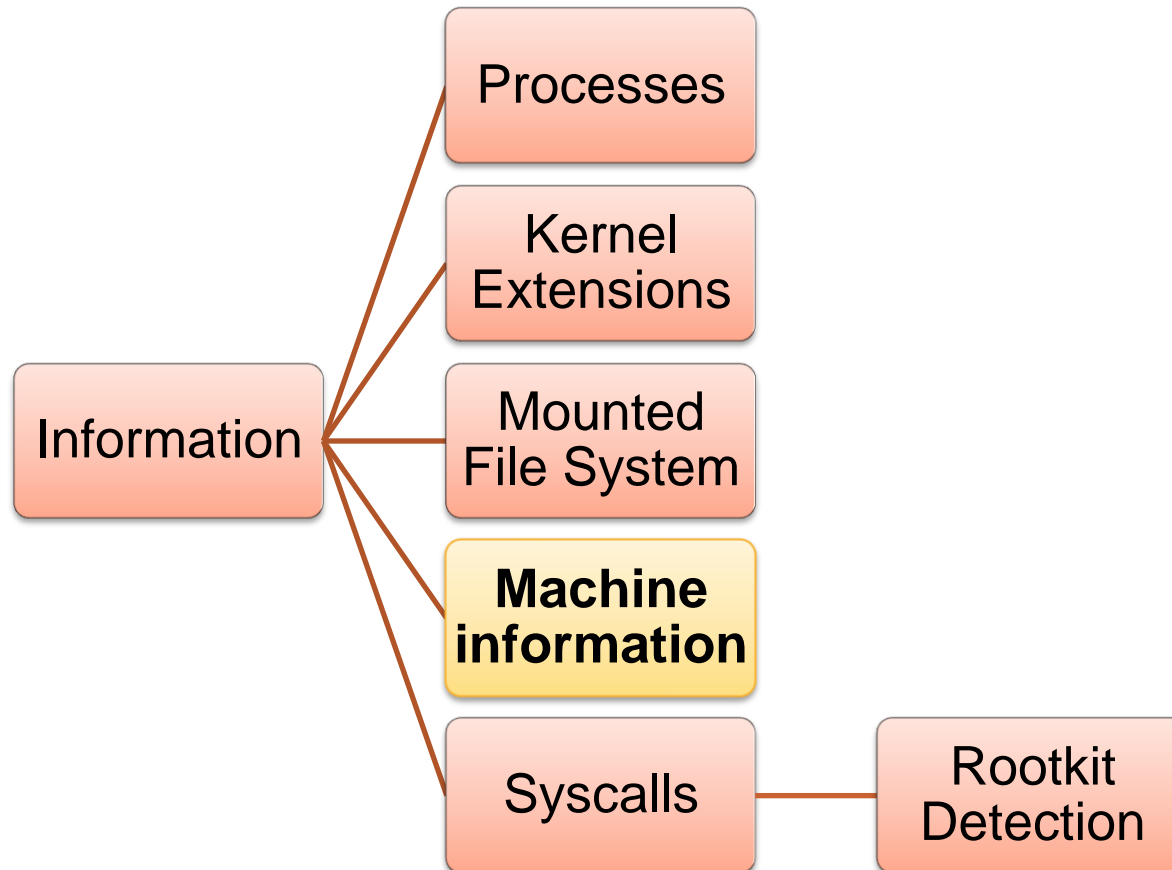 Processes
Kernel
Extensions
Information
Mounted
File System
Machine
information
Syscalls
Rootkit
Detection